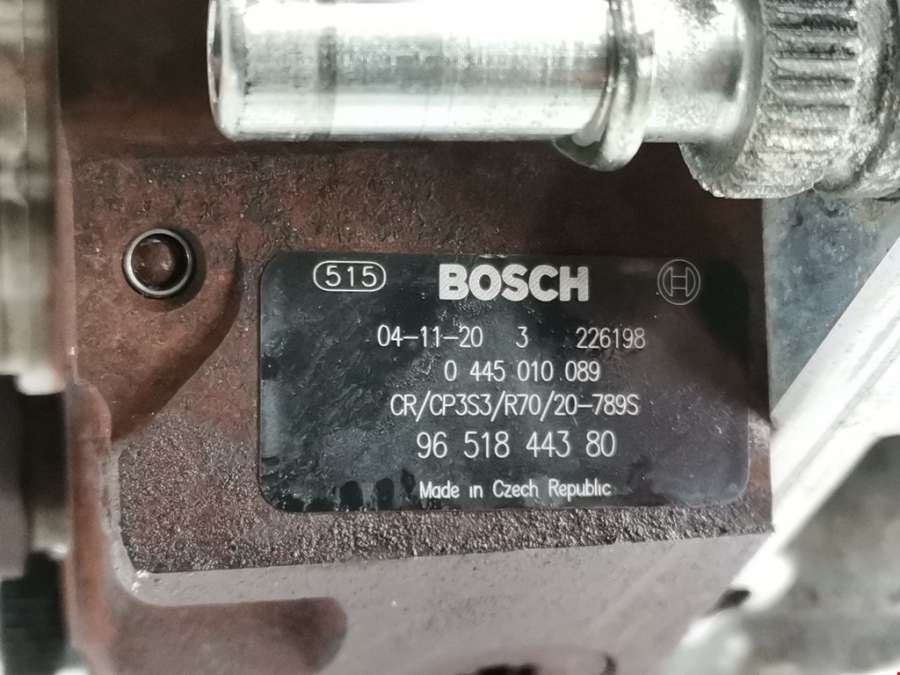 515 BOSCH H
04-11-20 3 226198
0 445 010 089
CR/CP3S3/R70/20-789S
96 518 443 80
Made in Czech Republic